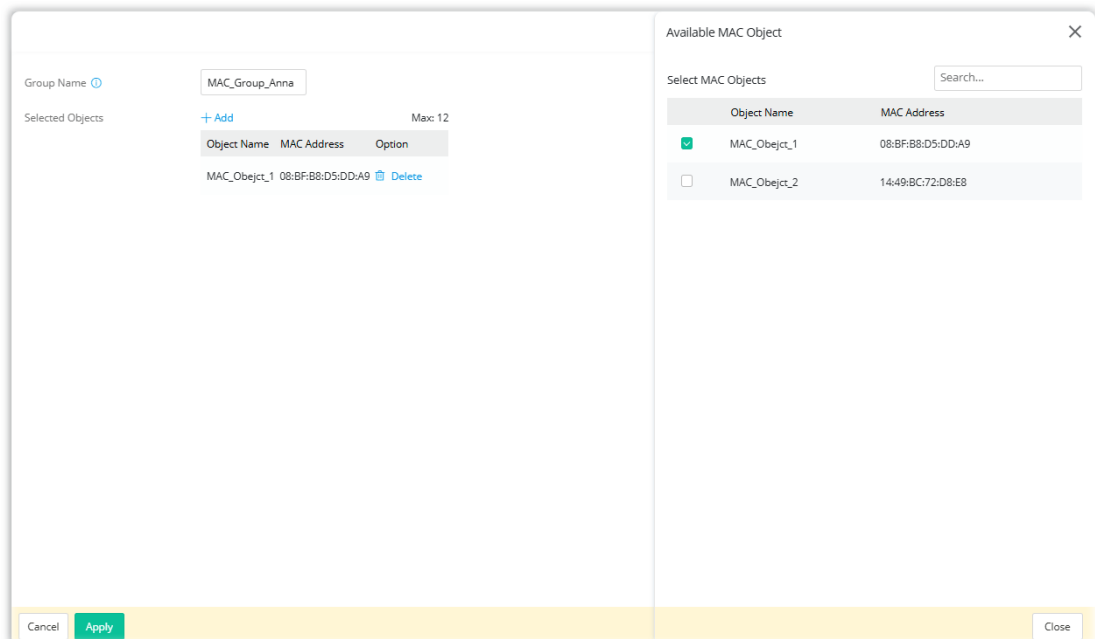 Group Name
MAC_Group_Anna
Selected Objects
+ Add
Max: 12
Object Name MAC Address Option
MAC_Obejct_1 08:BF:B8:D5:DD:A9 Delete
Cancel
Apply
Available MAC Object
Select MAC Objects
Search...
Object Name MAC Address
MAC_Obejct_1 08:BF:B8:D5:DD:A9
MAC_Obejct_2 14:49:BC:72:D8:E8
Close